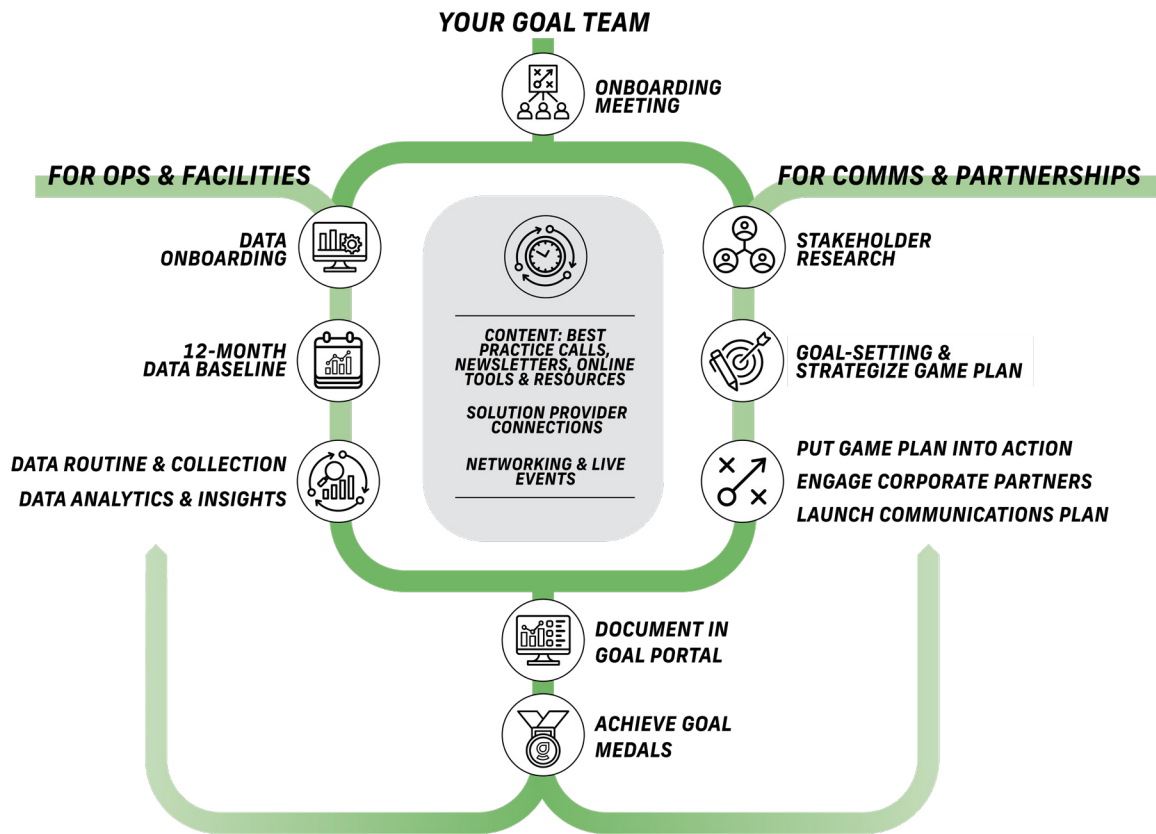 YOUR GOAL TEAM
ONBOARDING
MEETING
FOR OPS & FACILITIES
DATA
ONBOARDING
12-MONTH
DATA BASELINE
DATA ROUTINE & COLLECTION
DATA ANALYTICS & INSIGHTS
CONTENT: BEST
PRACTICE CALLS,
NEWSLETTERS, ONLINE
TOOLS & RESOURCES
SOLUTION PROVIDER
CONNECTIONS
NETWORKING & LIVE
EVENTS
FOR COMMS & PARTNERSHIPS
STAKEHOLDER
RESEARCH
GOAL-SETTING &
STRATEGIZE GAME PLAN
PUT GAME PLAN INTO ACTION
ENGAGE CORPORATE PARTNERS
LAUNCH COMMUNICATIONS PLAN
DOCUMENT IN
GOAL PORTAL
ACHIEVE GOAL
MEDALS